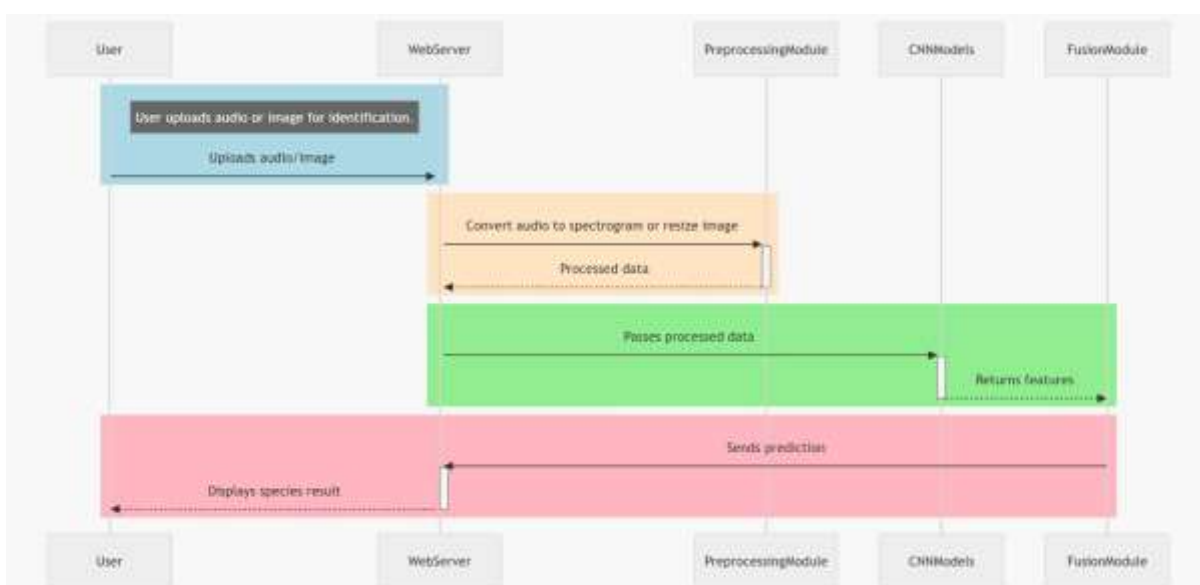 User WebServer PreprocessingModule CNNModels FusionModule
User uploads audio or image for identification.
Uploads audio/image
Convert audio to spectrogram or resize image
Processed data
Passes processed data
Returns features
Sends prediction
Displays species result
User WebServer PreprocessingModule CNNModels FusionModule